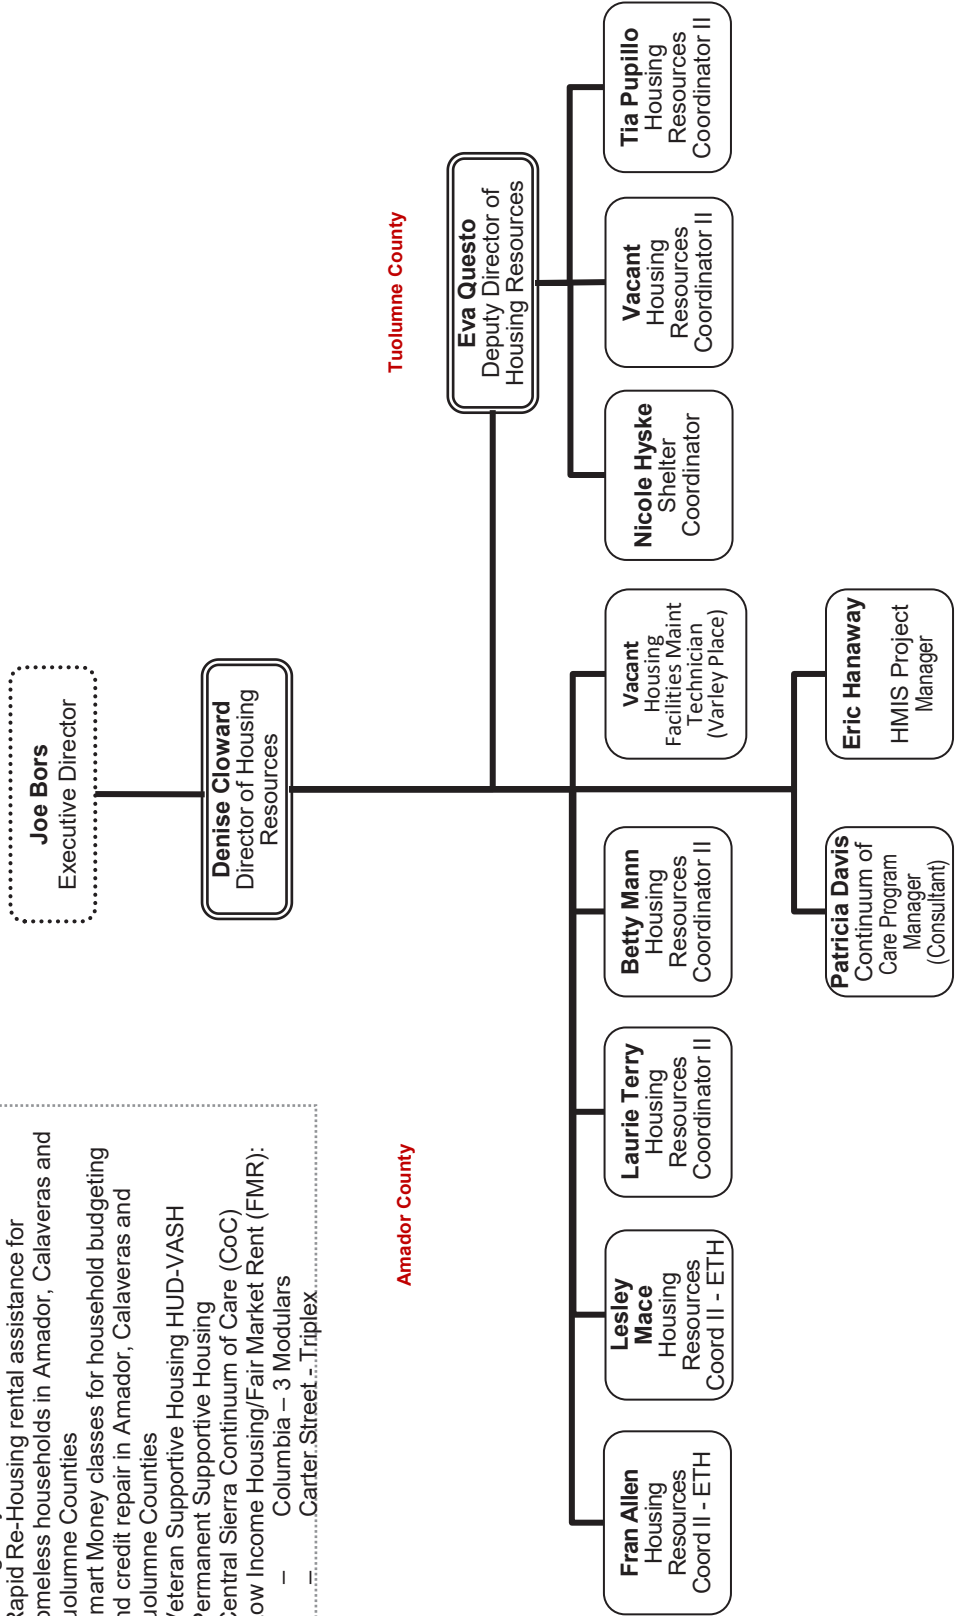 Rapid Re-Housing rental assistance for
homeless households in Amador, Calaveras and
Tuolumne Counties
Smart Money classes for household budgeting
and credit repair in Amador, Calaveras and
Tuolumne Counties
Veteran Supportive Housing HUD-VASH
Permanent Supportive Housing
Central Sierra Continuum of Care (CoC)
Low Income Housing/Fair Market Rent (FMR):
– Columbia – 3 Modulars
– Carter Street - Triplex
Joe Bors
Executive Director
Denise Cloward
Director of Housing
Resources
Amador County
Tuolumne County
Eva Questo
Deputy Director of
Housing Resources
Fran Allen
Housing
Resources
Coord II - ETH
Lesley
Mace
Housing
Resources
Coord II - ETH
Laurie Terry
Housing
Resources
Coordinator II
Betty Mann
Housing
Resources
Coordinator II
Vacant
Housing
Facilities Maint
Technician
(Varley Place)
Nicole Hyske
Shelter
Coordinator
Vacant
Housing
Resources
Coordinator II
Tia Pupillo
Housing
Resources
Coordinator II
Patricia Davis
Continuum of
Care Program
Manager
(Consultant)
Eric Hanaway
HMIS Project
Manager